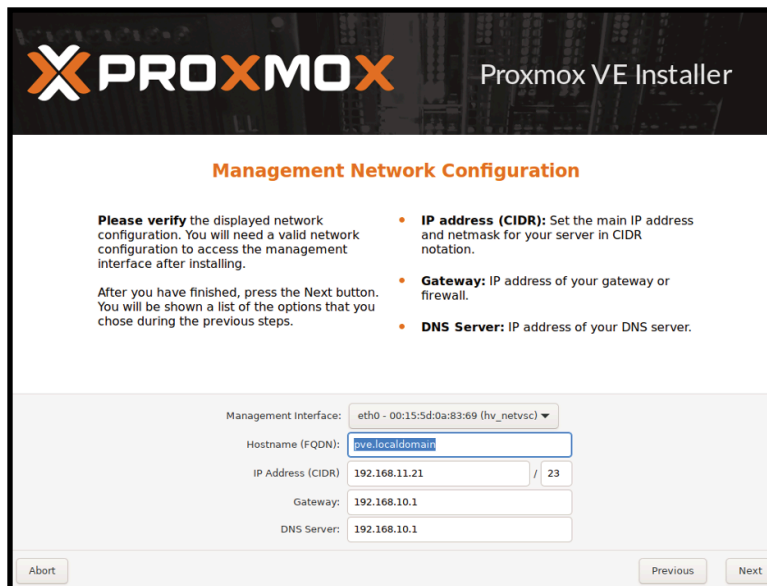 PROXMOX
Proxmox VE Installer
Management Network Configuration
Please verify the displayed network
configuration. You will need a valid network
configuration to access the management
interface after installing.
After you have finished, press the Next button.
You will be shown a list of the options that you
chose during the previous steps.
• IP address (CIDR): Set the main IP address
and netmask for your server in CIDR
notation.
• Gateway: IP address of your gateway or
firewall.
• DNS Server: IP address of your DNS server.
Management Interface: eth0 - 00:15:5d:0a:83:69 (hv_netvsc)
Hostname (FQDN): pve.localdomain
IP Address (CIDR) 192.168.11.21 / 23
Gateway: 192.168.10.1
DNS Server: 192.168.10.1
Abort Previous Next